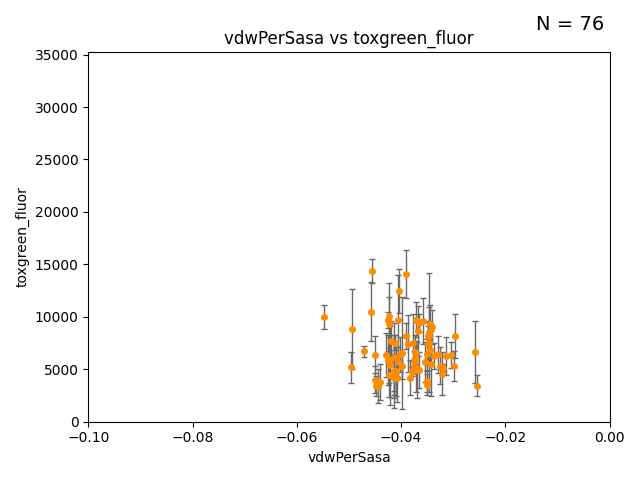 N = 76
vdwPerSasa vs toxgreen_fluor
35000
30000
25000
20000
15000
10000
5000
0
toxgreen_fluor
−0.10 −0.08 −0.06 −0.04 −0.02 0.00
vdwPerSasa